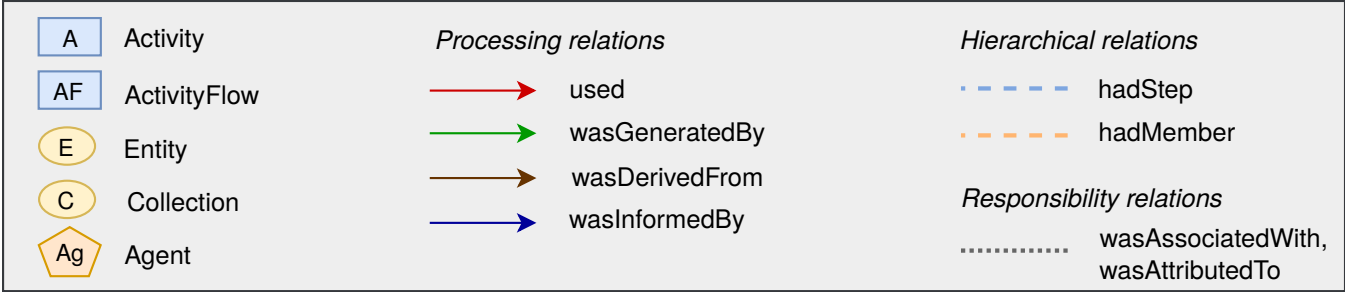 A Activity
AF ActivityFlow
E Entity
C Collection
Ag Agent
Processing relations
used
wasGeneratedBy
wasDerivedFrom
wasInformedBy
Hierarchical relations
hadStep
hadMember
Responsibility relations
wasAssociatedWith,
wasAttributedTo